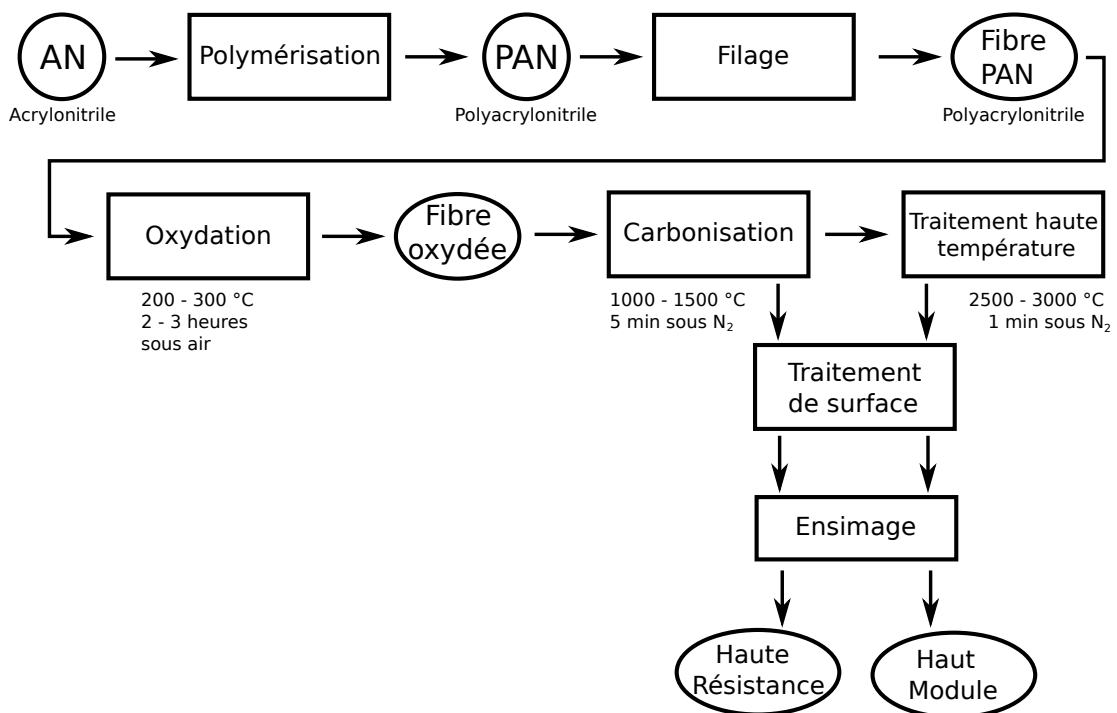 AN
Acrylonitrile
Polymérisation
PAN
Polyacrylonitrile
Filage
Fibre
PAN
Polyacrylonitrile
Oxydation
200 - 300 °C
2 - 3 heures
sous air
Fibre
oxydée
Carbonisation
1000 - 1500 °C
5 min sous N₂
Traitement haute
température
2500 - 3000 °C
1 min sous N₂
Traitement
de surface
Ensimage
Haute
Résistance
Haut
Module